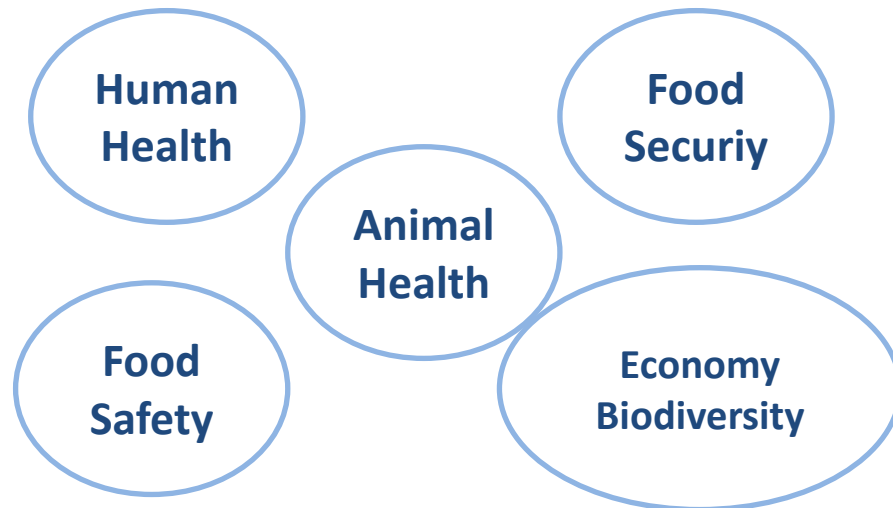 Human
Health
Food
Securiy
Animal
Health
Food
Safety
Economy
Biodiversity